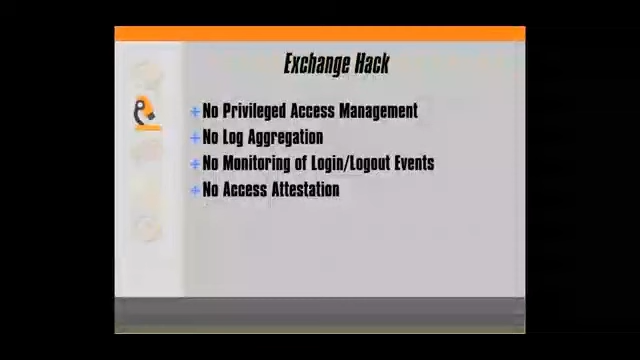 Exchange Hack
No Privileged Access Management
No Log Aggregation
No Monitoring of Login/Logout Events
No Access Attestation